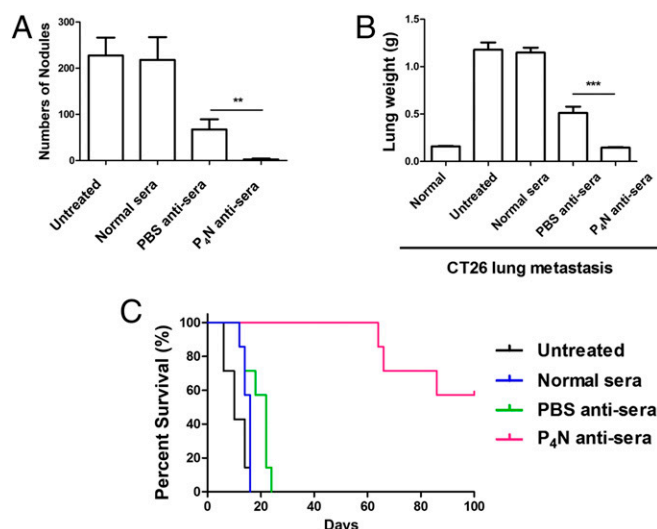 A
Numbers of Nodules
300
200
100
0
**
Untreated
Normal sera
PBS anti-sera
P₄N anti-sera
B
Lung weight (g)
1.5
1.0
0.5
0.0
***
Normal
Untreated
Normal sera
PBS anti-sera
P₄N anti-sera
CT26 lung metastasis
C
Percent Survival (%)
100
80
60
40
20
0
0 20 40 60 80 100
Days
Untreated
Normal sera
PBS anti-sera
P₄N anti-sera